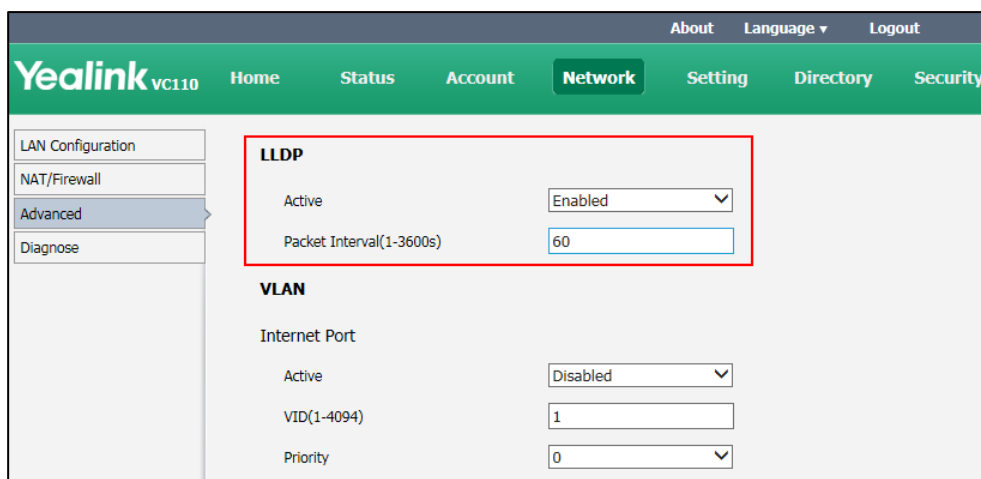 About Language ▾ Logout
Yealink VC110 Home Status Account Network Setting Directory Security
LAN Configuration
NAT/Firewall
Advanced
Diagnose
LLDP
Active Enabled
Packet Interval(1-3600s) 60
VLAN
Internet Port
Active Disabled
VID(1-4094) 1
Priority 0